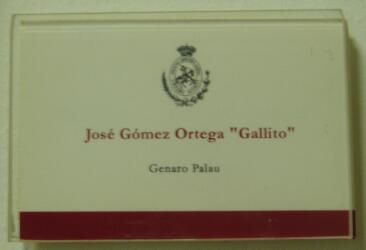 José Gómez Ortega "Gallito"
Genaro Palau